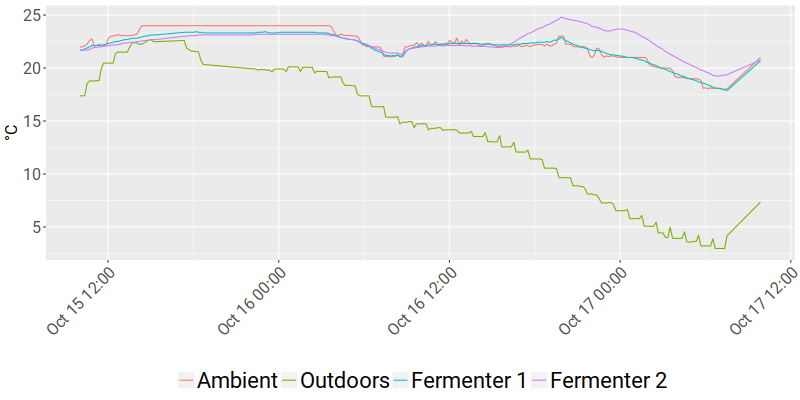 25
20
15
10
5
°C
Oct 15 12:00
Oct 16 00:00
Oct 16 12:00
Oct 17 00:00
Oct 17 12:00
Ambient Outdoors Fermenter 1 Fermenter 2